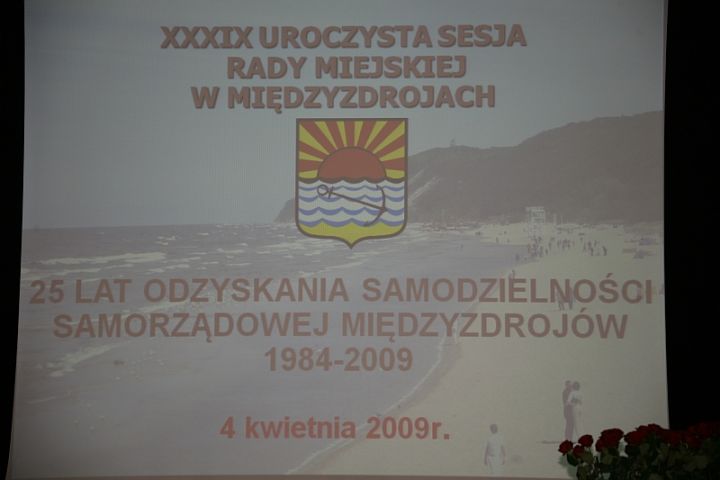 XXXIX UROCZYSTA SESJA
RADY MIEJSKIEJ
W MIĘDZYZDROJACH
25 LAT ODZYSKANIA SAMODZIELNOŚCI
SAMORZĄDOWEJ MIĘDZYZDROJÓW
1984-2009
4 kwietnia 2009r.